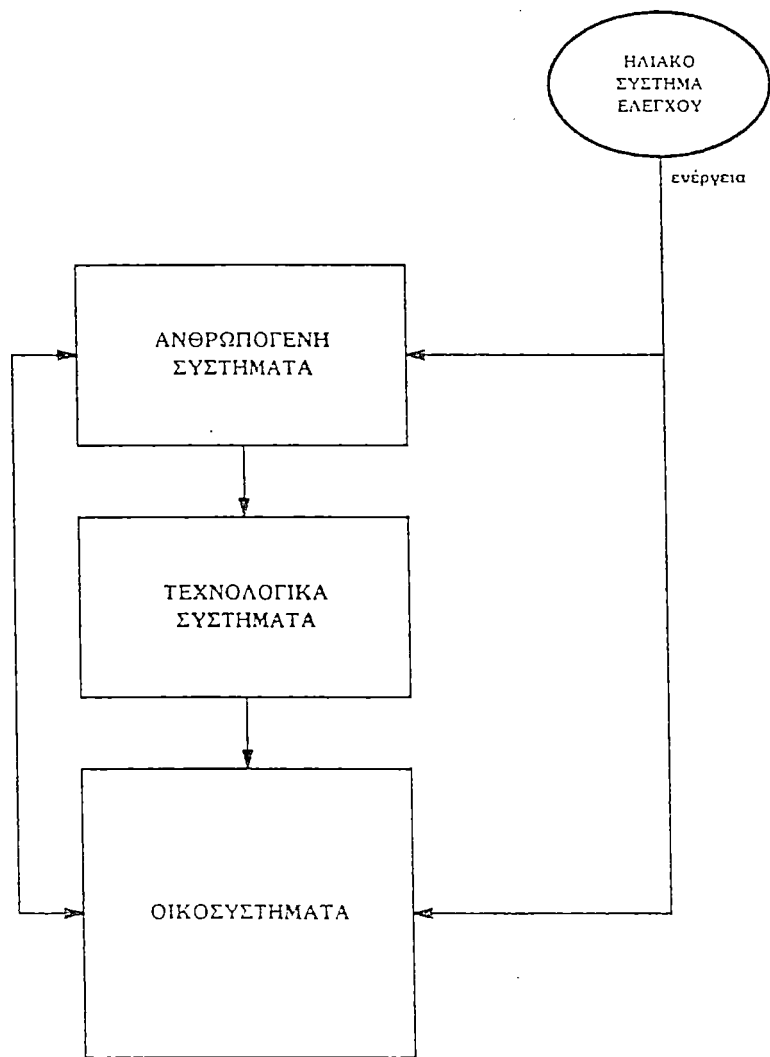 ΗΛΙΑΚΟ
ΣΥΣΤΗΜΑ
ΕΛΕΓΧΟΥ
ενέργεια
ΑΝΘΡΩΠΟΓΕΝΗ
ΣΥΣΤΗΜΑΤΑ
ΤΕΧΝΟΛΟΓΙΚΑ
ΣΥΣΤΗΜΑΤΑ
ΟΙΚΟΣΥΣΤΗΜΑΤΑ